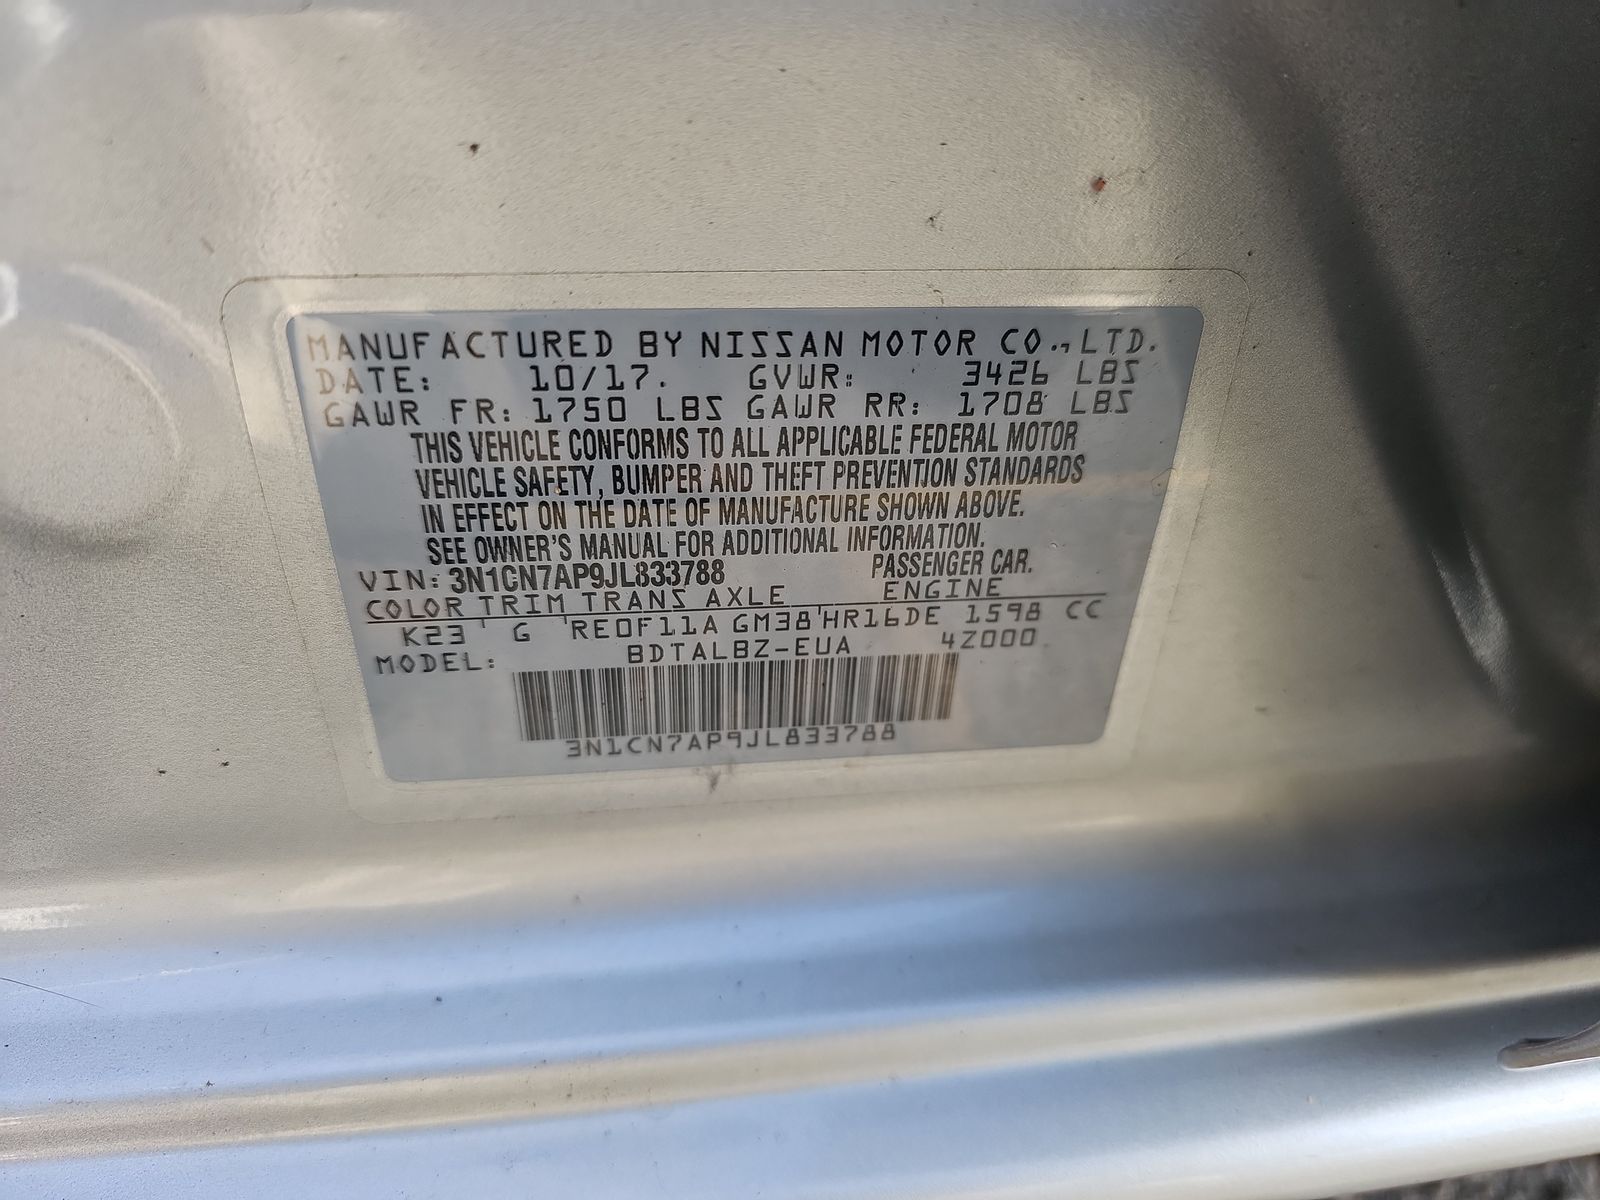 MANUFACTURED BY NISSAN MOTOR CO., LTD.
DATE: 10/17. GVWR: 3426 LBS
GAWR FR: 1750 LBS GAWR RR: 1708 LBS
THIS VEHICLE CONFORMS TO ALL APPLICABLE FEDERAL MOTOR
VEHICLE SAFETY, BUMPER AND THEFT PREVENTION STANDARDS
IN EFFECT ON THE DATE OF MANUFACTURE SHOWN ABOVE.
SEE OWNER'S MANUAL FOR ADDITIONAL INFORMATION.
VIN: 3N1CN7AP9JL833788 PASSENGER CAR.
COLOR TRIM TRANS AXLE ENGINE
K23 G RE0F11A GM38 HR16DE 1598 CC
MODEL: BDTALBZ-EUA 4Z000
3N1CN7AP9JL833788